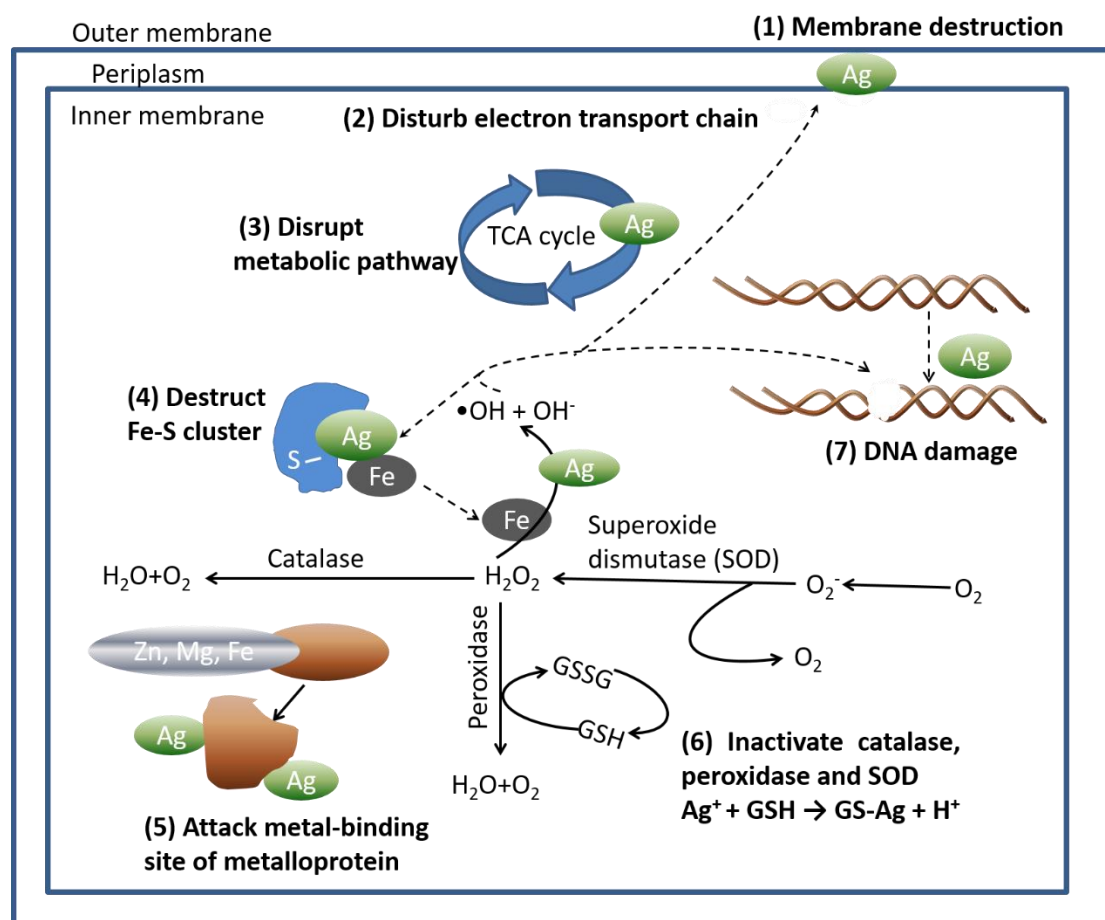 Outer membrane
(1) Membrane destruction
Periplasm
Ag
Inner membrane
(2) Disturb electron transport chain
(3) Disrupt
metabolic pathway
TCA cycle
Ag
Ag
(4) Destruct
Fe-S cluster
S
Ag
Fe
●OH + OH⁻
Ag
Fe
(7) DNA damage
Superoxide
dismutase (SOD)
Catalase
H₂O+O₂
H₂O₂
O₂⁻
O₂
O₂
Zn, Mg, Fe
Ag
Ag
Peroxidase
GSSG
GSH
H₂O+O₂
(5) Attack metal-binding
site of metalloprotein
(6) Inactivate catalase,
peroxidase and SOD
Ag⁺ + GSH → GS-Ag + H⁺